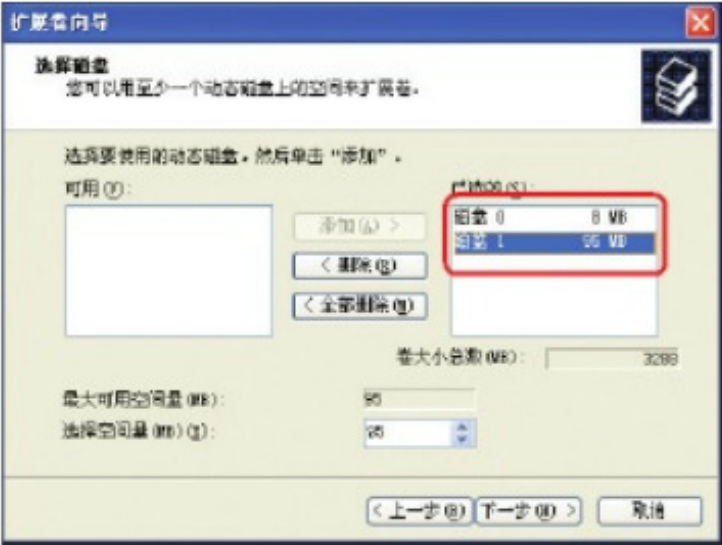 扩展卷向导
选择磁盘
您可以用至少一个动态磁盘上的空间来扩展卷。
选择要使用的动态磁盘，然后单击“添加”。
可用(V):
已选的(S):
添加(A) >
< 删除(R)
< 全部删除(M)
磁盘 0 8 MB
磁盘 1 95 MB
卷大小总数(MB): 3288
最大可用空间量(MB): 95
选择空间量(MB)(E): 95
< 上一步(B)
下一步(N) >
取消